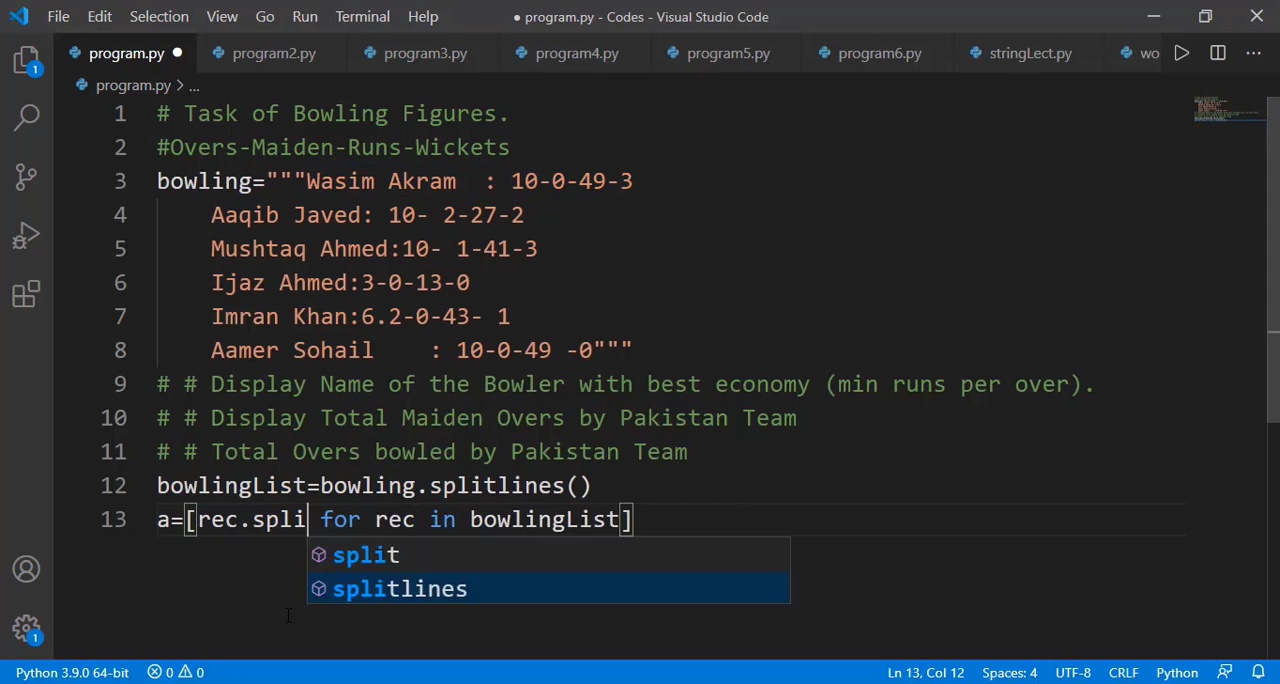 File Edit Selection View Go Run Terminal Help ● program.py - Codes - Visual Studio Code
program.py ● program2.py program3.py program4.py program5.py program6.py stringLect.py wo
program.py > ...
1 # Task of Bowling Figures.
2 #Overs-Maiden-Runs-Wickets
3 bowling="""Wasim Akram  : 10-0-49-3
4     Aaqib Javed: 10- 2-27-2
5     Mushtaq Ahmed:10- 1-41-3
6     Ijaz Ahmed:3-0-13-0
7     Imran Khan:6.2-0-43- 1
8     Aamer Sohail    : 10-0-49 -0"""
9 # # Display Name of the Bowler with best economy (min runs per over).
10 # # Display Total Maiden Overs by Pakistan Team
11 # # Total Overs bowled by Pakistan Team
12 bowlingList=bowling.splitlines()
13 a=[rec.spli for rec in bowlingList]
split
splitlines
1
1
Python 3.9.0 64-bit 0 0 Ln 13, Col 12 Spaces: 4 UTF-8 CRLF Python